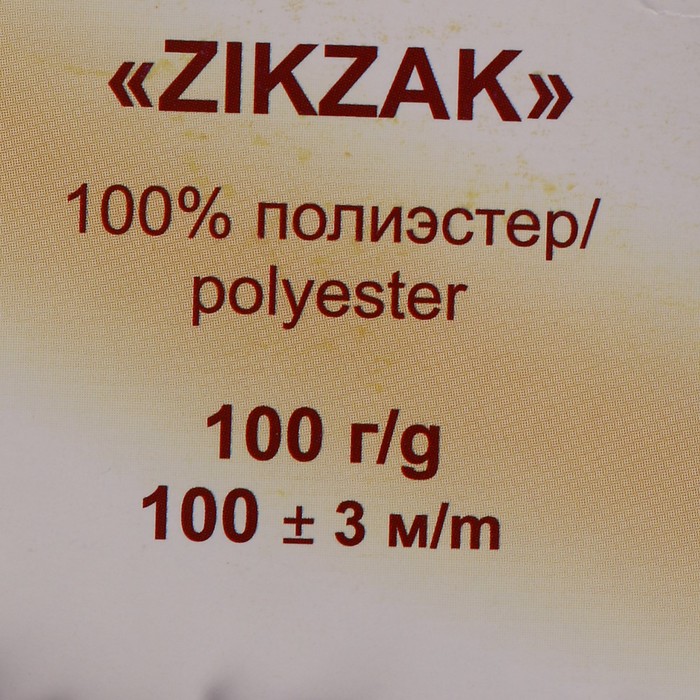 «ZIKZAK»
100% полиэстер/
polyester
100 г/g
100 ± 3 м/m